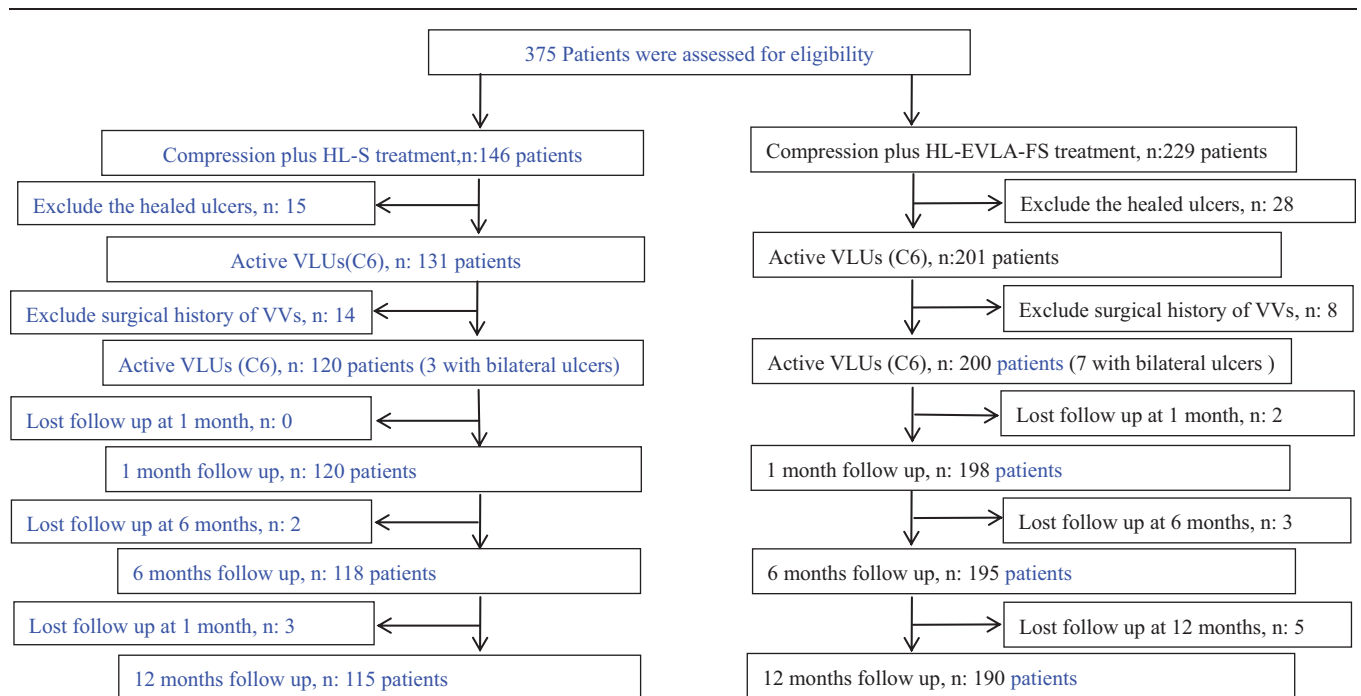 375 Patients were assessed for eligibility
Compression plus HL-S treatment,n:146 patients
Exclude the healed ulcers, n: 15
Active VLUs(C6), n: 131 patients
Exclude surgical history of VVs, n: 14
Active VLUs (C6), n: 120 patients (3 with bilateral ulcers)
Lost follow up at 1 month, n: 0
1 month follow up, n: 120 patients
Lost follow up at 6 months, n: 2
6 months follow up, n: 118 patients
Lost follow up at 1 month, n: 3
12 months follow up, n: 115 patients
Compression plus HL-EVLA-FS treatment, n:229 patients
Exclude the healed ulcers, n: 28
Active VLUs (C6), n:201 patients
Exclude surgical history of VVs, n: 8
Active VLUs (C6), n: 200 patients (7 with bilateral ulcers )
Lost follow up at 1 month, n: 2
1 month follow up, n: 198 patients
Lost follow up at 6 months, n: 3
6 months follow up, n: 195 patients
Lost follow up at 12 months, n: 5
12 months follow up, n: 190 patients